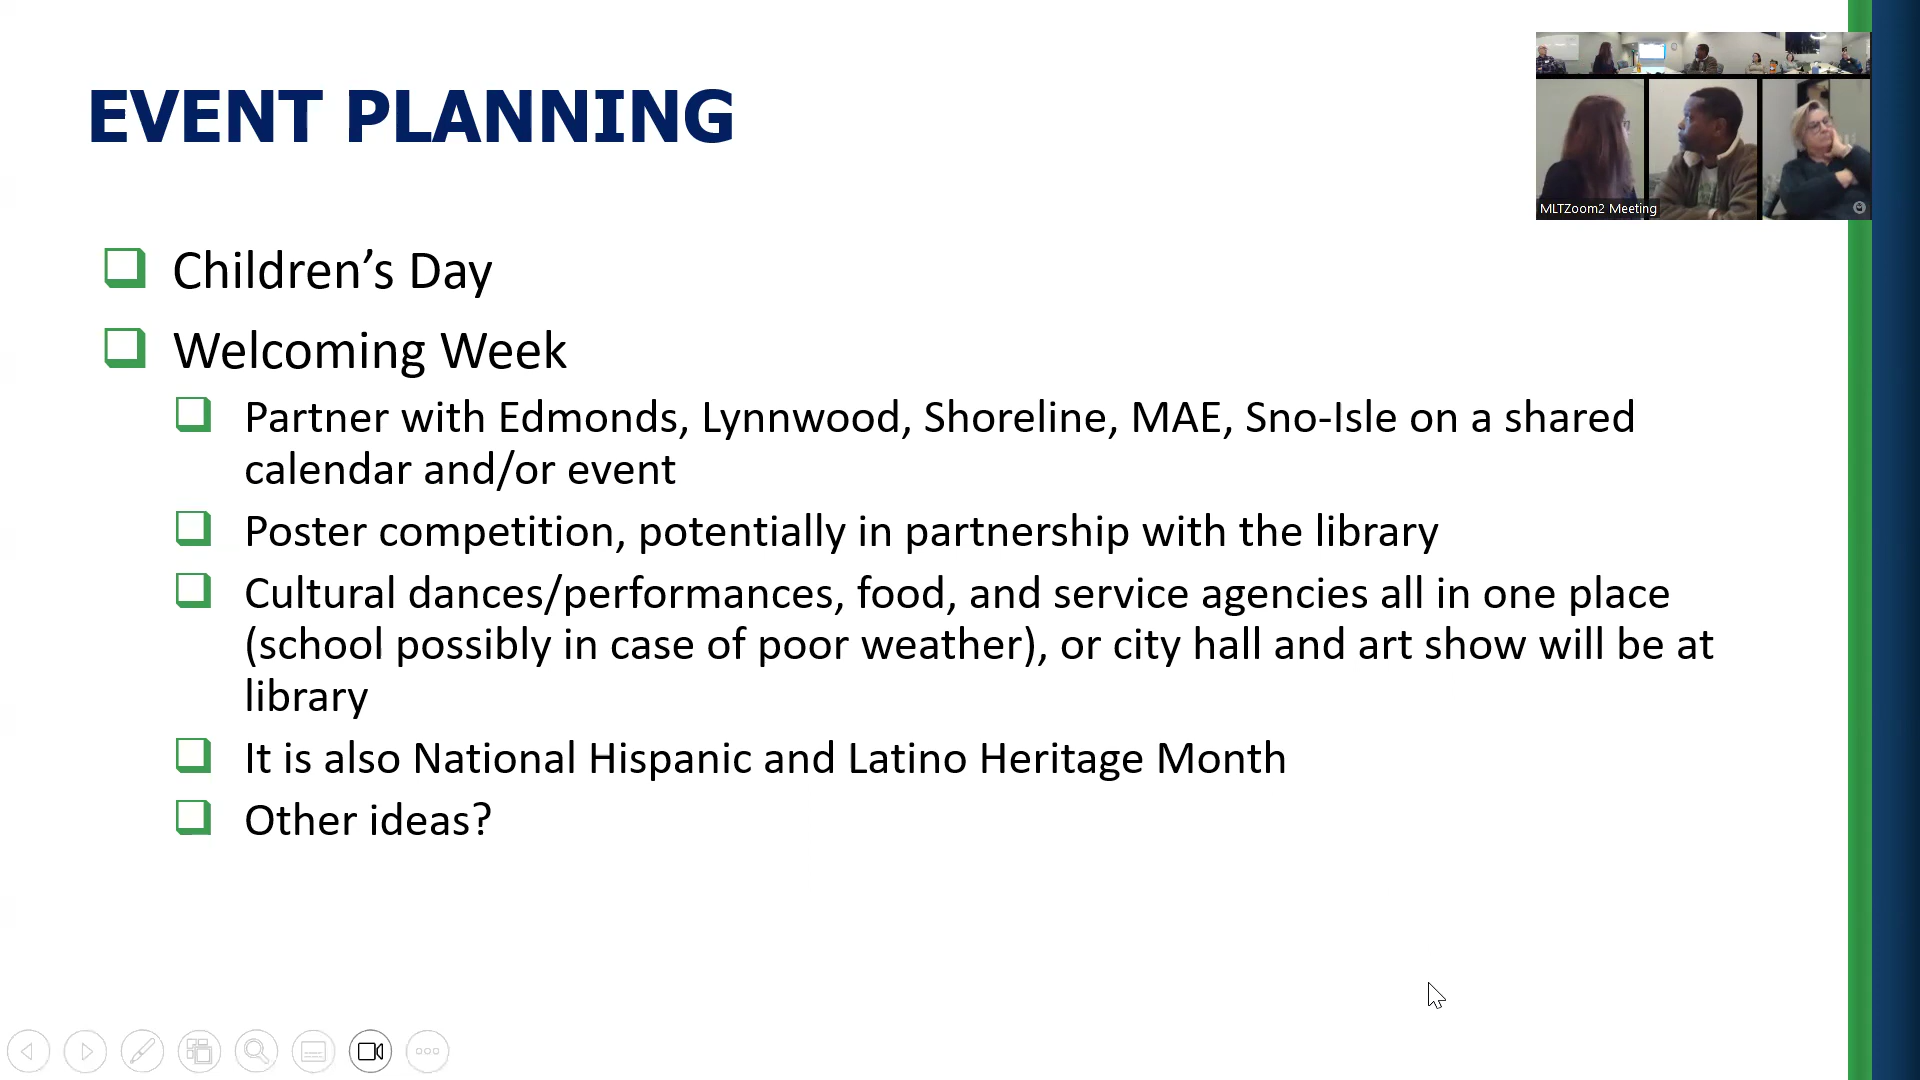 EVENT PLANNING
MLTZoom2 Meeting
Children’s Day
Welcoming Week
Partner with Edmonds, Lynnwood, Shoreline, MAE, Sno-Isle on a shared
calendar and/or event
Poster competition, potentially in partnership with the library
Cultural dances/performances, food, and service agencies all in one place
(school possibly in case of poor weather), or city hall and art show will be at
library
It is also National Hispanic and Latino Heritage Month
Other ideas?